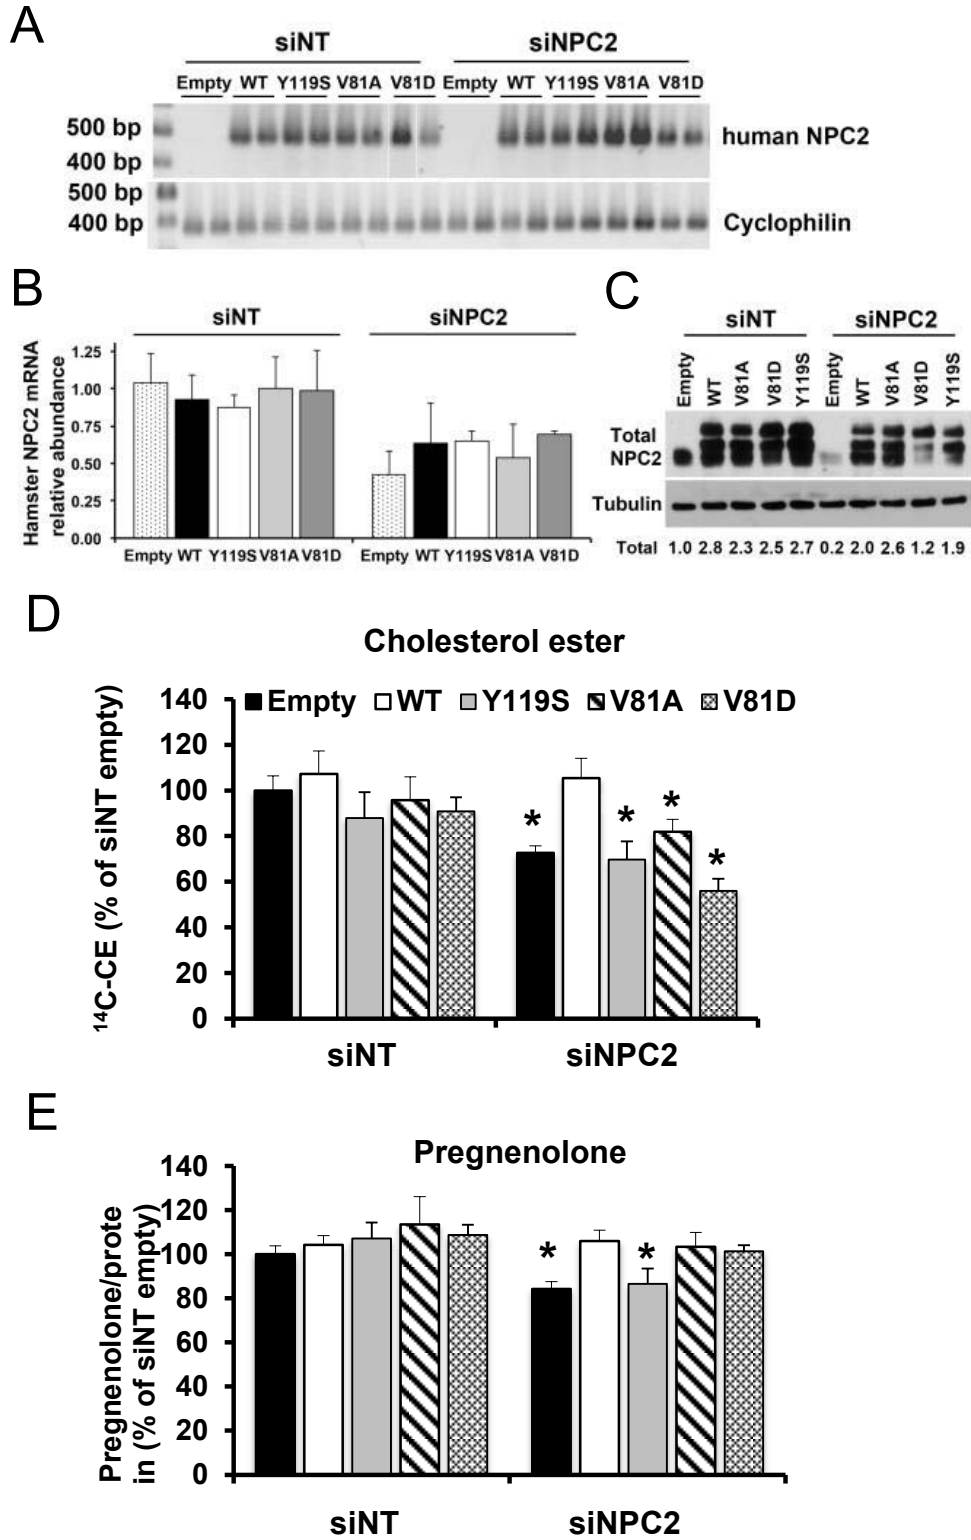 A
siNT siNPC2
Empty WT Y119S V81A V81D Empty WT Y119S V81A V81D
500 bp
human NPC2
400 bp
500 bp
400 bp
Cyclophilin
B
siNT siNPC2
Hamster NPC2 mRNA
relative abundance
1.25
1.00
0.75
0.50
0.25
0.00
Empty WT Y119S V81A V81D Empty WT Y119S V81A V81D
C
siNT siNPC2
Empty WT V81A V81D Y119S Empty WT V81A V81D Y119S
Total
NPC2
Tubulin
Total 1.0 2.8 2.3 2.5 2.7 0.2 2.0 2.6 1.2 1.9
D
Cholesterol ester
Empty WT Y119S V81A V81D
14C-CE (% of siNT empty)
140
120
100
80
60
40
20
0
* * * *
siNT siNPC2
E
Pregnenolone
Pregnenolone/prote
in (% of siNT empty)
140
120
100
80
60
40
20
0
* *
siNT siNPC2